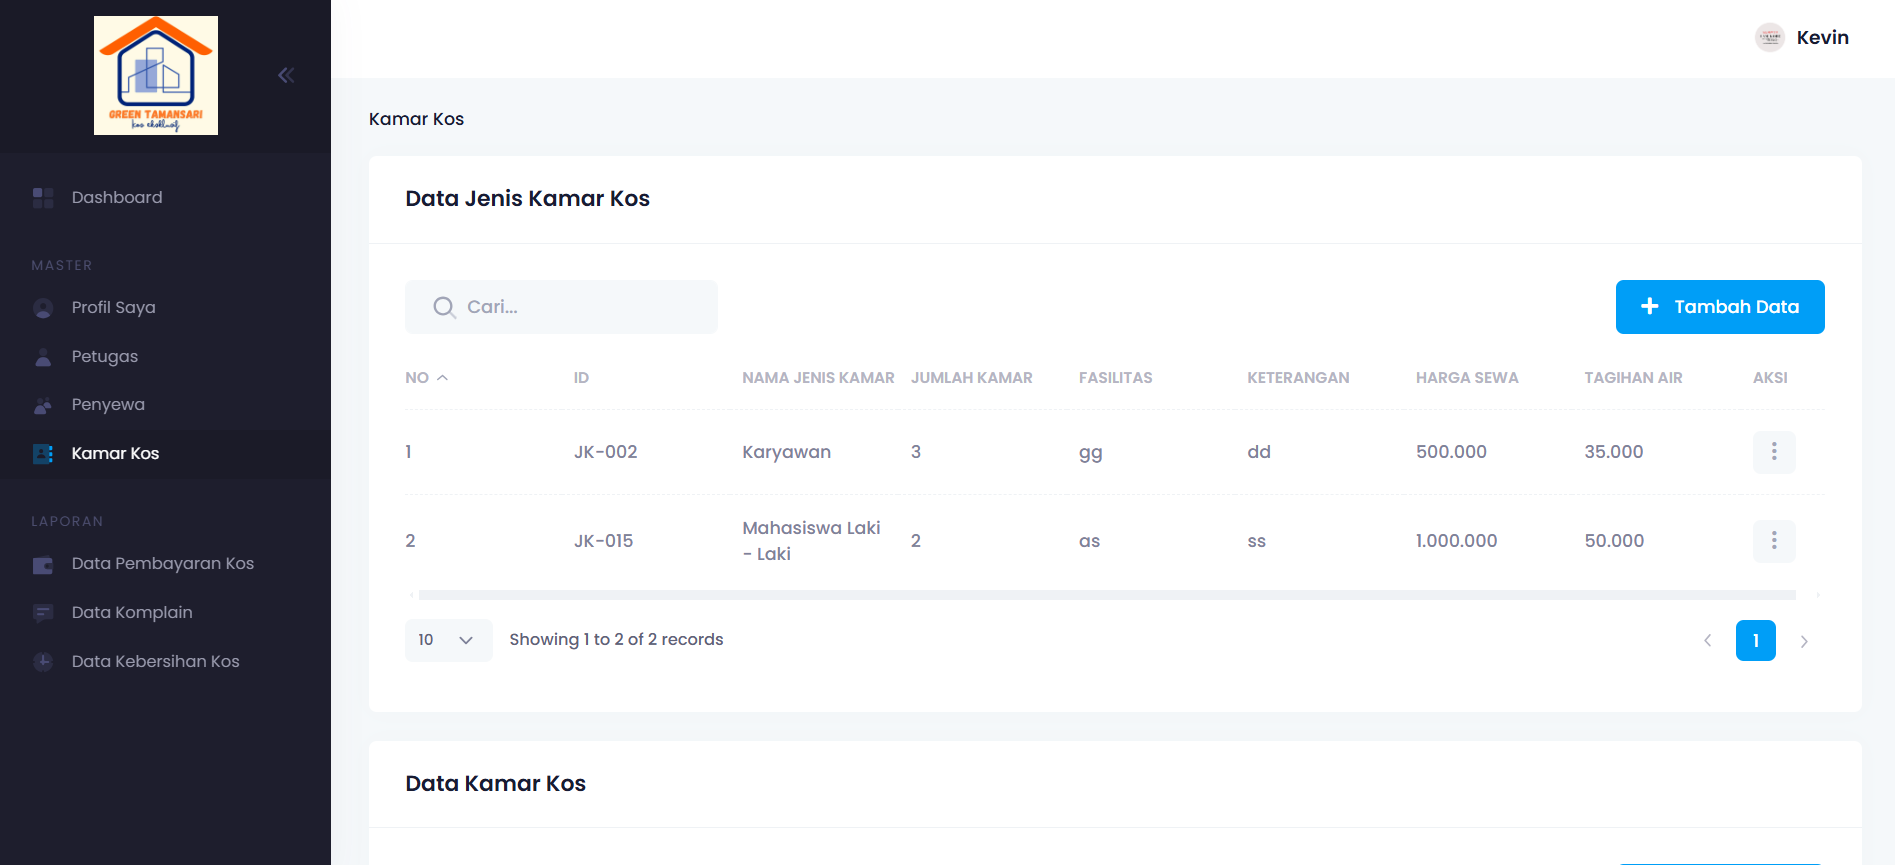 GREEN TAMANSARI
kos eksklusif
Kevin
Dashboard
MASTER
Profil Saya
Petugas
Penyewa
Kamar Kos
LAPORAN
Data Pembayaran Kos
Data Komplain
Data Kebersihan Kos
Kamar Kos
Data Jenis Kamar Kos
Cari...
Tambah Data
NO ID NAMA JENIS KAMAR JUMLAH KAMAR FASILITAS KETERANGAN HARGA SEWA TAGIHAN AIR AKSI
1 JK-002 Karyawan 3 gg dd 500.000 35.000
2 JK-015 Mahasiswa Laki
- Laki 2 as ss 1.000.000 50.000
10 Showing 1 to 2 of 2 records 1
Data Kamar Kos